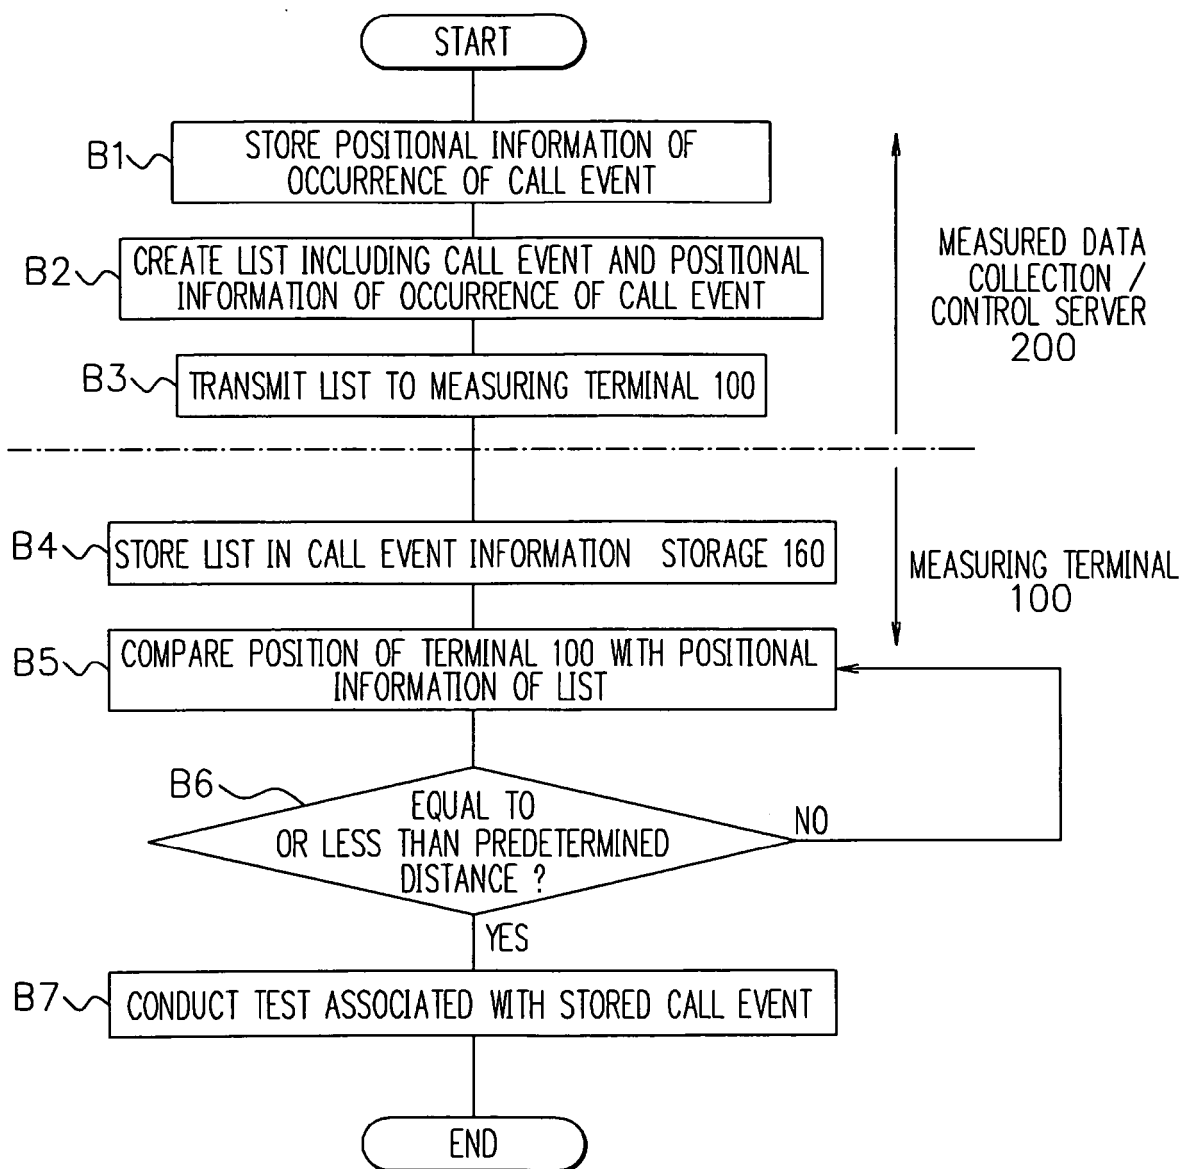 START
B1
STORE POSITIONAL INFORMATION OF
OCCURRENCE OF CALL EVENT
B2
CREATE LIST INCLUDING CALL EVENT AND POSITIONAL
INFORMATION OF OCCURRENCE OF CALL EVENT
B3
TRANSMIT LIST TO MEASURING TERMINAL 100
MEASURED DATA
COLLECTION /
CONTROL SERVER
200
B4
STORE LIST IN CALL EVENT INFORMATION STORAGE 160
MEASURING TERMINAL
100
B5
COMPARE POSITION OF TERMINAL 100 WITH POSITIONAL
INFORMATION OF LIST
B6
EQUAL TO
OR LESS THAN PREDETERMINED
DISTANCE ?
NO
YES
B7
CONDUCT TEST ASSOCIATED WITH STORED CALL EVENT
END